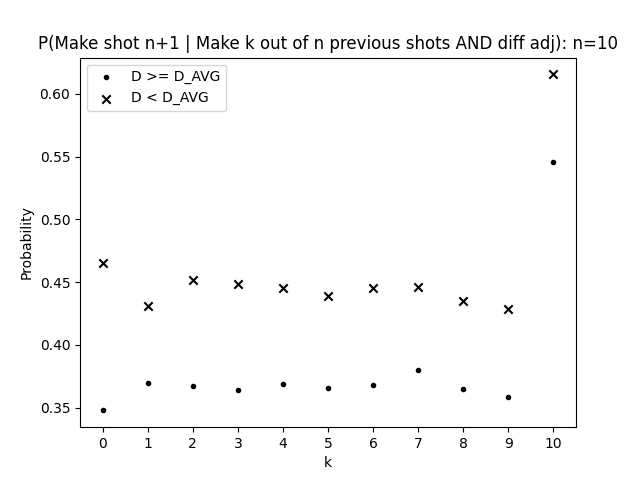 P(Make shot n+1 | Make k out of n previous shots AND diff adj): n=10
D >= D_AVG
D < D_AVG
0.60
0.55
0.50
0.45
0.40
0.35
Probability
0 1 2 3 4 5 6 7 8 9 10
k